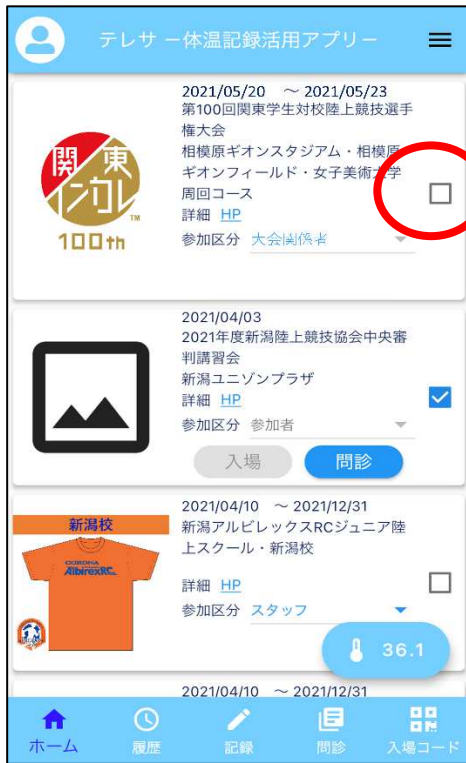 テレサ －体温記録活用アプリ－
関東
インカレ
TM
100th
2021/05/20 ～2021/05/23
第100回関東学生対校陸上競技選手
権大会
相模原ギオンスタジアム・相模原
ギオンフィールド・女子美術大学
周回コース
詳細 HP
参加区分 大会関係者
2021/04/03
2021年度新潟陸上競技協会中央審
判講習会
新潟ユニゾンプラザ
詳細 HP
参加区分 参加者
入場 問診
新潟校
CORONA
AlbirexRC
2021/04/10 ～2021/12/31
新潟アルビレックスRCジュニア陸
上スクール・新潟校
詳細 HP
参加区分 スタッフ
36.1
2021/04/10 ～2021/12/31
ホーム 履歴 記録 問診 入場コード